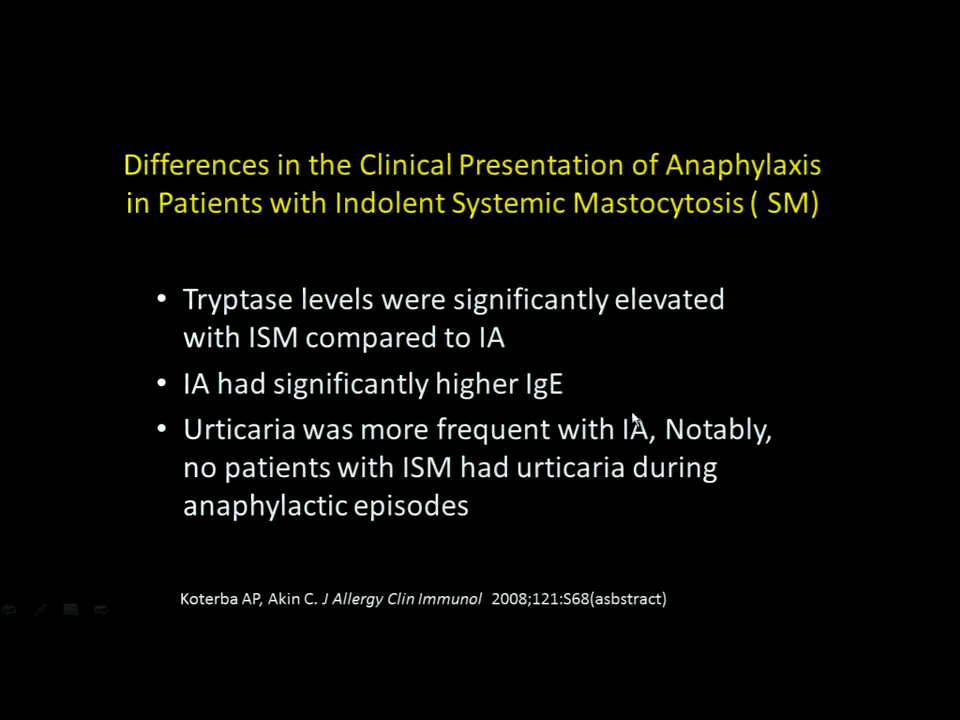 Differences in the Clinical Presentation of Anaphylaxis
in Patients with Indolent Systemic Mastocytosis ( SM)
• Tryptase levels were significantly elevated
with ISM compared to IA
• IA had significantly higher IgE
• Urticaria was more frequent with IA, Notably,
no patients with ISM had urticaria during
anaphylactic episodes
Koterba AP, Akin C. J Allergy Clin Immunol 2008;121:S68(asbstract)